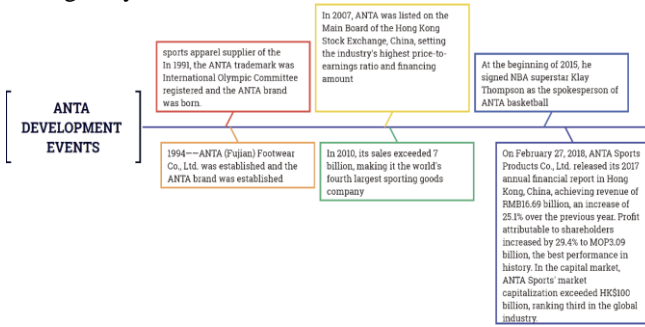 ANTA
DEVELOPMENT
EVENTS
sports apparel supplier of the
In 1991, the ANTA trademark was
International Olympic Committee
registered and the ANTA brand
was born.
1994——ANTA (Fujian) Footwear
Co., Ltd. was established and the
ANTA brand was established
In 2007, ANTA was listed on the
Main Board of the Hong Kong
Stock Exchange, China, setting
the industry's highest price-to-
earnings ratio and financing
amount
In 2010, its sales exceeded 7
billion, making it the world's
fourth largest sporting goods
company
At the beginning of 2015, he
signed NBA superstar Klay
Thompson as the spokesperson of
ANTA basketball
On February 27, 2018, ANTA Sports
Products Co., Ltd. released its 2017
annual financial report in Hong
Kong, China, achieving revenue of
RMB16.69 billion, an increase of
25.1% over the previous year. Profit
attributable to shareholders
increased by 29.4% to MOP3.09
billion, the best performance in
history. In the capital market,
ANTA Sports' market
capitalization exceeded HK$100
billion, ranking third in the global
industry.